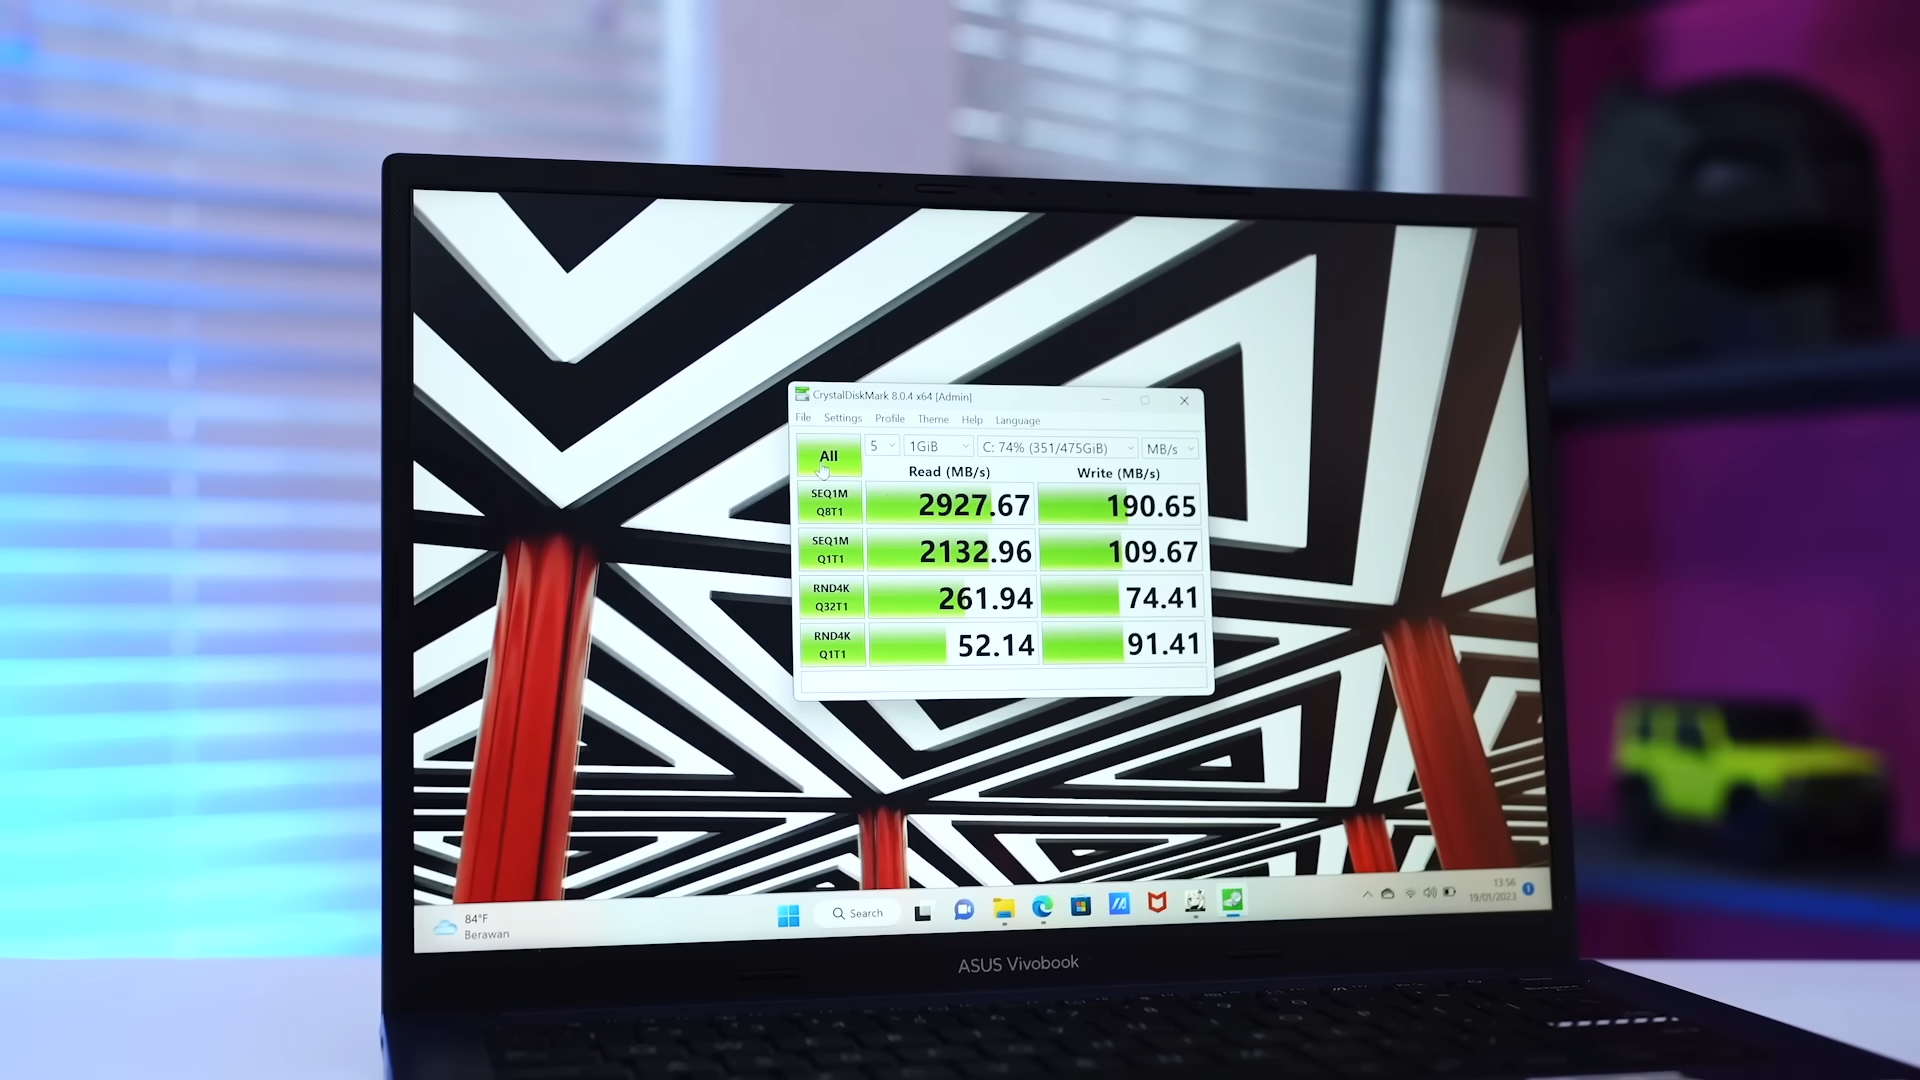 CrystalDiskMark 8.0.4 x64 [Admin]
File Settings Profile Theme Help Language
All 5 1GiB C: 74% (351/475GiB) MB/s
Read (MB/s) Write (MB/s)
SEQ1M
Q8T1 2927.67 190.65
SEQ1M
Q1T1 2132.96 109.67
RND4K
Q32T1 261.94 74.41
RND4K
Q1T1 52.14 91.41
84°F
Berawan
Search
13:56
19/01/2023
1
ASUS Vivobook